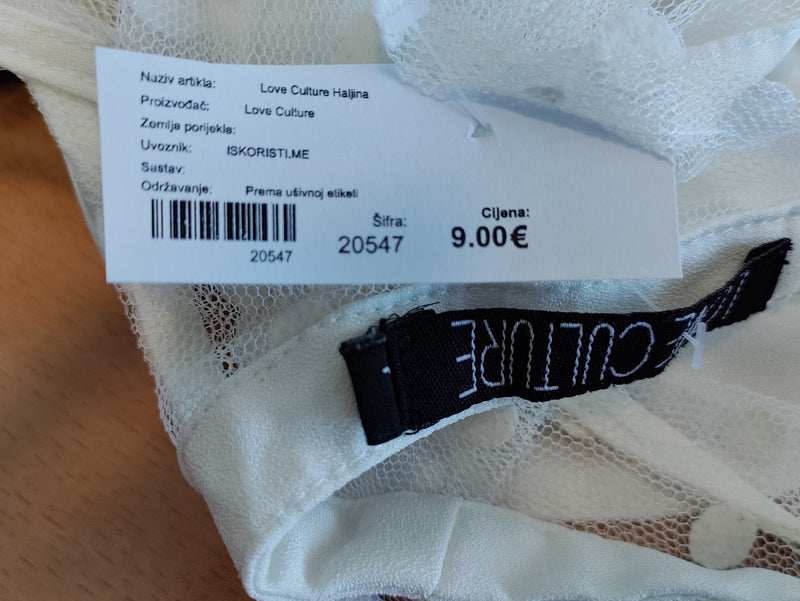 Nuziv artikla: Love Culture Haljina
Proizvođač: Love Culture
Zemlja porijekla:
Uvoznik: ISKORISTI.ME
Sastav:
Održavanje: Prema ušivnoj etiketi
20547
Šifra:
20547
Cijena:
9.00€
CULTURE